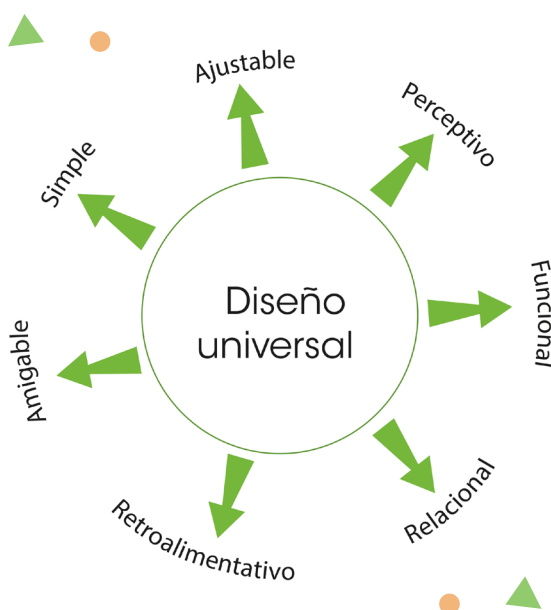 Ajustable
Perceptivo
Simple
Diseño
universal
Funcional
Amigable
Relacional
Retroalimentativo